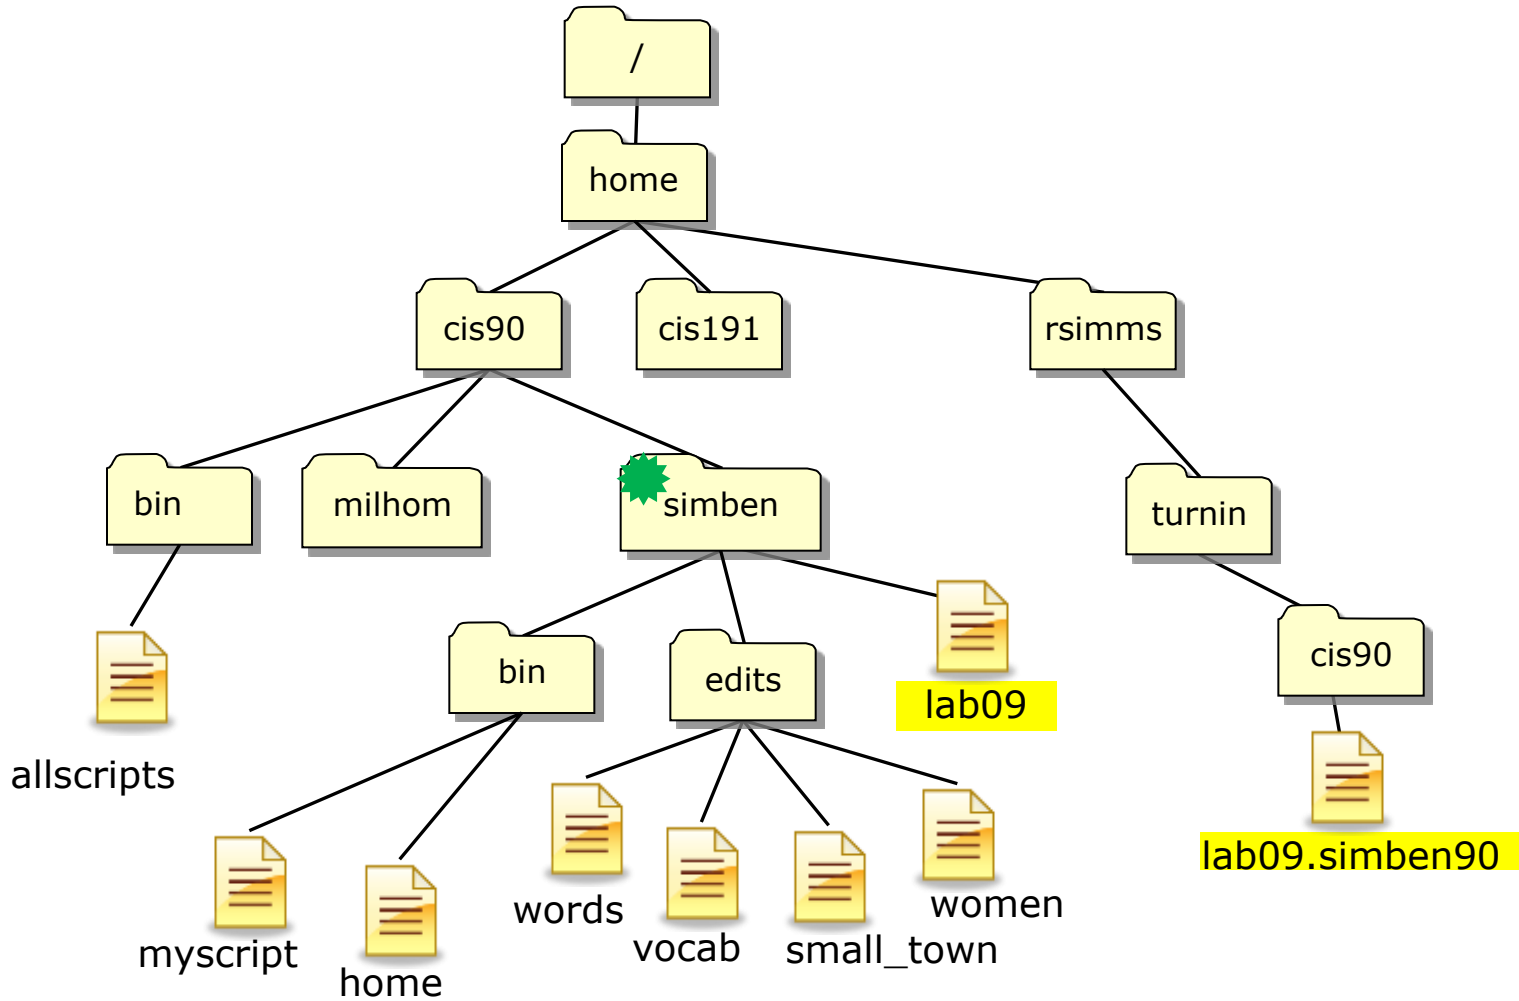 /
home
cis90
cis191
rsimms
bin
milhom
simben
turnin
bin
edits
lab09
cis90
allscripts
myscript
home
words
vocab
small_town
women
lab09.simben90